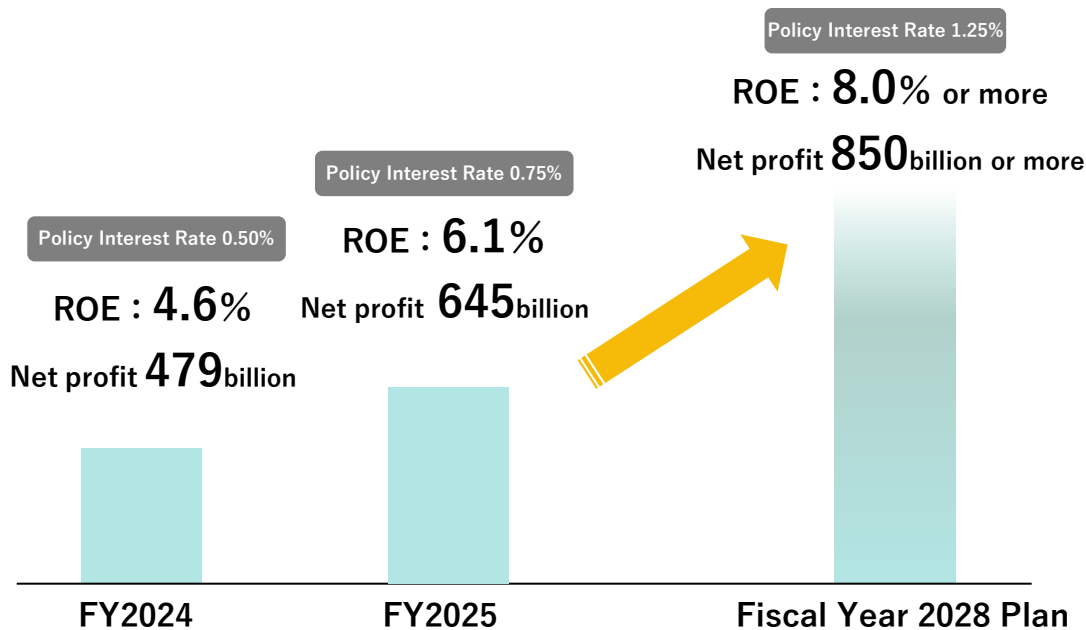 Policy Interest Rate 0.50%
ROE：4.6%
Net profit 479billion
FY2024
Policy Interest Rate 0.75%
ROE：6.1%
Net profit 645billion
FY2025
Policy Interest Rate 1.25%
ROE：8.0% or more
Net profit 850billion or more
Fiscal Year 2028 Plan